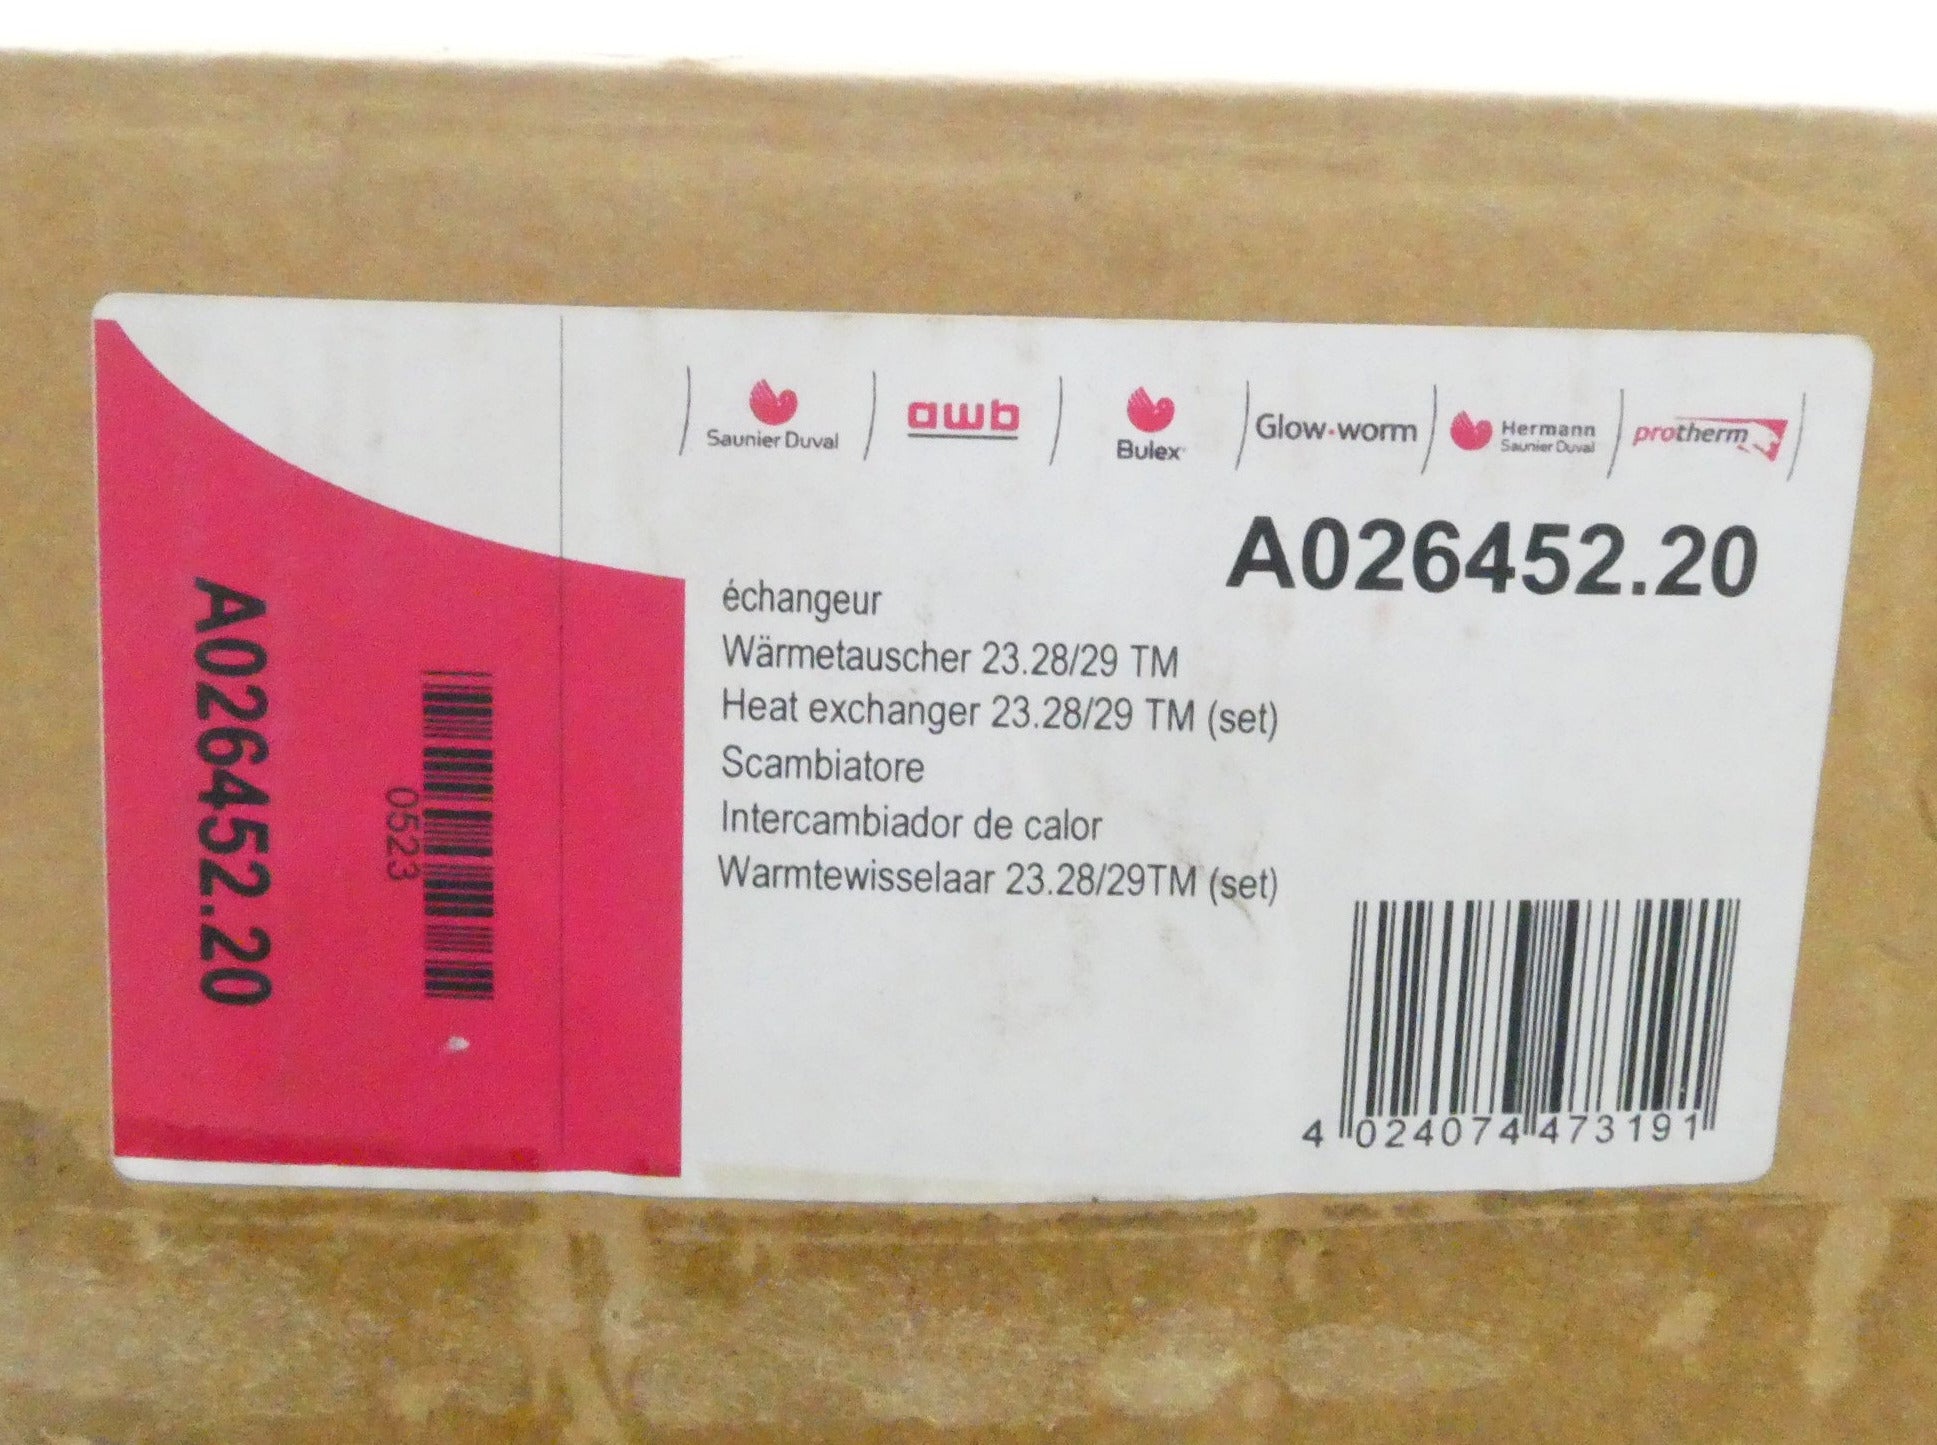 Saunier Duval
awb
Bulex
Glow-worm
Hermann
Saunier Duval
protherm
A026452.20
échangeur
Wärmetauscher 23.28/29 TM
Heat exchanger 23.28/29 TM (set)
Scambiatore
Intercambiador de calor
Warmtewisselaar 23.28/29TM (set)
4 024074 473191
A026452.20
0523